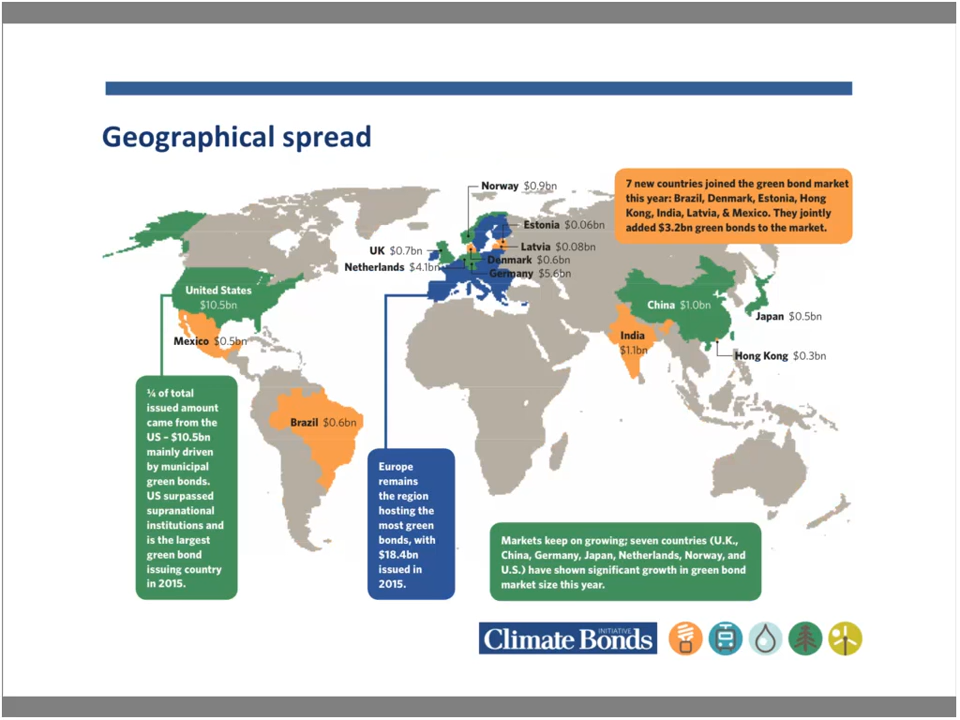 Geographical spread
Norway $0.9bn
7 new countries joined the green bond market
this year: Brazil, Denmark, Estonia, Hong
Kong, India, Latvia, & Mexico. They jointly
added $3.2bn green bonds to the market.
Estonia $0.06bn
UK $0.7bn
Latvia $0.08bn
Denmark $0.6bn
Netherlands $4.1bn
Germany $5.6bn
United States
$10.5bn
China $1.0bn
Japan $0.5bn
Mexico $0.5bn
India
$1.1bn
Hong Kong $0.3bn
Brazil $0.6bn
¼ of total
issued amount
came from the
US – $10.5bn
mainly driven
by municipal
green bonds.
US surpassed
supranational
institutions and
is the largest
green bond
issuing country
in 2015.
Europe
remains
the region
hosting the
most green
bonds, with
$18.4bn
issued in
2015.
Markets keep on growing; seven countries (U.K.,
China, Germany, Japan, Netherlands, Norway, and
U.S.) have shown significant growth in green bond
market size this year.
INITIATIVE
Climate Bonds